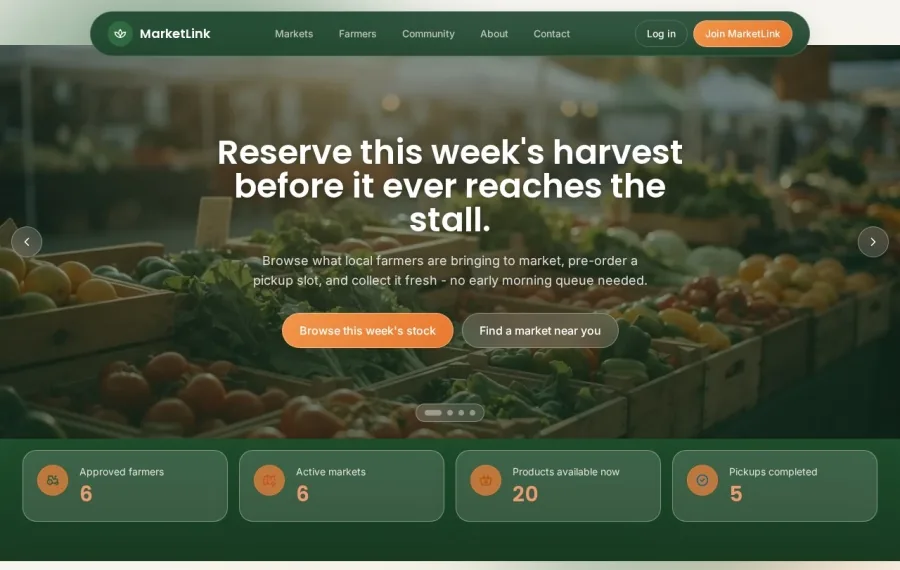 MarketLink
Markets
Farmers
Community
About
Contact
Log in
Join MarketLink
Reserve this week's harvest
before it ever reaches the
stall.
Browse what local farmers are bringing to market, pre-order a
pickup slot, and collect it fresh - no early morning queue needed.
Browse this week's stock
Find a market near you
Approved farmers
6
Active markets
6
Products available now
20
Pickups completed
5